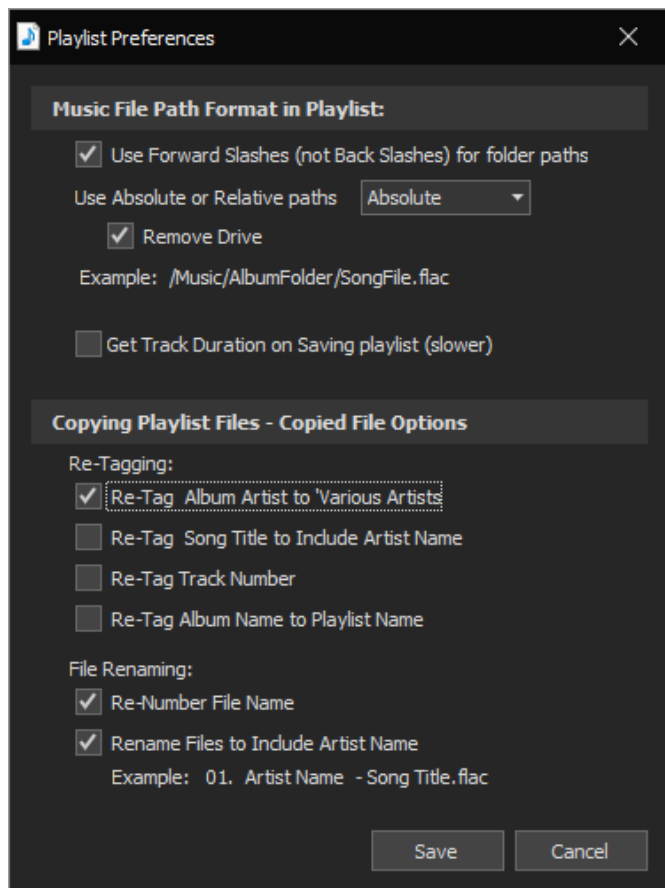 Playlist Preferences
Music File Path Format in Playlist:
Use Forward Slashes (not Back Slashes) for folder paths
Use Absolute or Relative paths Absolute
Remove Drive
Example: /Music/AlbumFolder/SongFile.flac
Get Track Duration on Saving playlist (slower)
Copying Playlist Files - Copied File Options
Re-Tagging:
Re-Tag Album Artist to 'Various Artists
Re-Tag Song Title to Include Artist Name
Re-Tag Track Number
Re-Tag Album Name to Playlist Name
File Renaming:
Re-Number File Name
Rename Files to Include Artist Name
Example: 01. Artist Name - Song Title.flac
Save Cancel